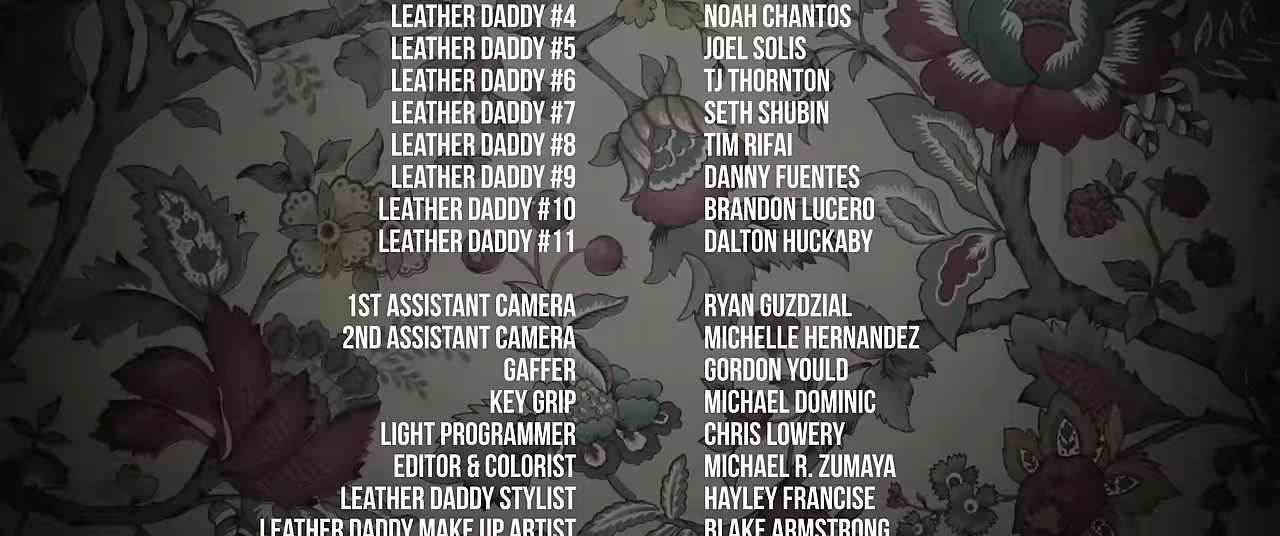 LEATHER DADDY #4 NOAH CHANTOS
LEATHER DADDY #5 JOEL SOLIS
LEATHER DADDY #6 TJ THORNTON
LEATHER DADDY #7 SETH SHUBIN
LEATHER DADDY #8 TIM RIFAI
LEATHER DADDY #9 DANNY FUENTES
LEATHER DADDY #10 BRANDON LUCERO
LEATHER DADDY #11 DALTON HUCKABY
1ST ASSISTANT CAMERA RYAN GUZDZIAL
2ND ASSISTANT CAMERA MICHELLE HERNANDEZ
GAFFER GORDON YOULD
KEY GRIP MICHAEL DOMINIC
LIGHT PROGRAMMER CHRIS LOWERY
EDITOR & COLORIST MICHAEL R. ZUMAYA
LEATHER DADDY STYLIST HAYLEY FRANCISE
LEATHER DADDY MAKE UP ARTIST BLAKE ARMSTRONG